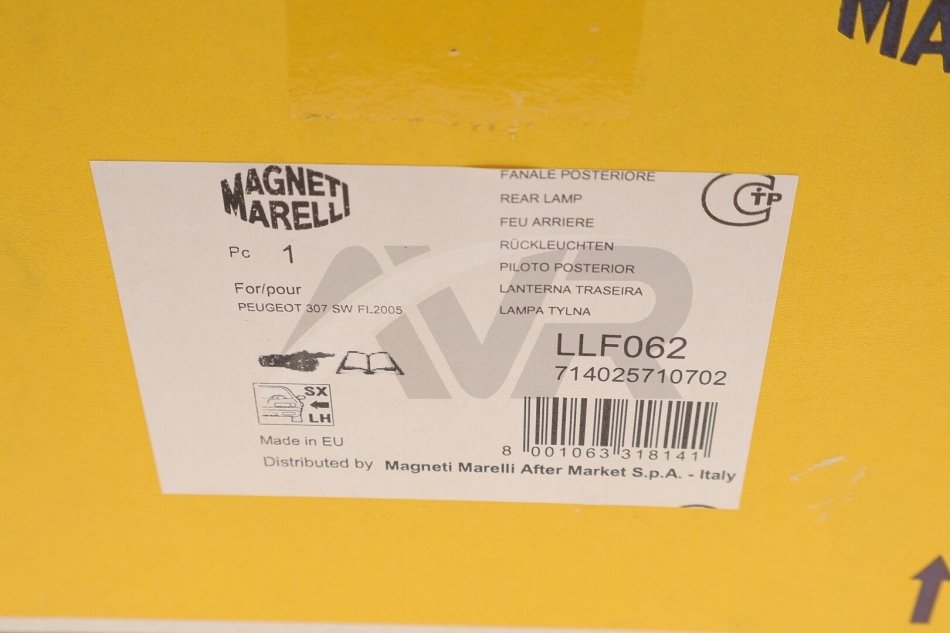 MA
MAGNETI
MARELLI
Pc 1
For/pour
PEUGEOT 307 SW FI.2005
SX
LH
Made in EU
Distributed by Magneti Marelli After Market S.p.A. - Italy
FANALE POSTERIORE
REAR LAMP
FEU ARRIERE
RÜCKLEUCHTEN
PILOTO POSTERIOR
LANTERNA TRASEIRA
LAMPA TYLNA
LLF062
714025710702
8 001063 318141
TP
AVR